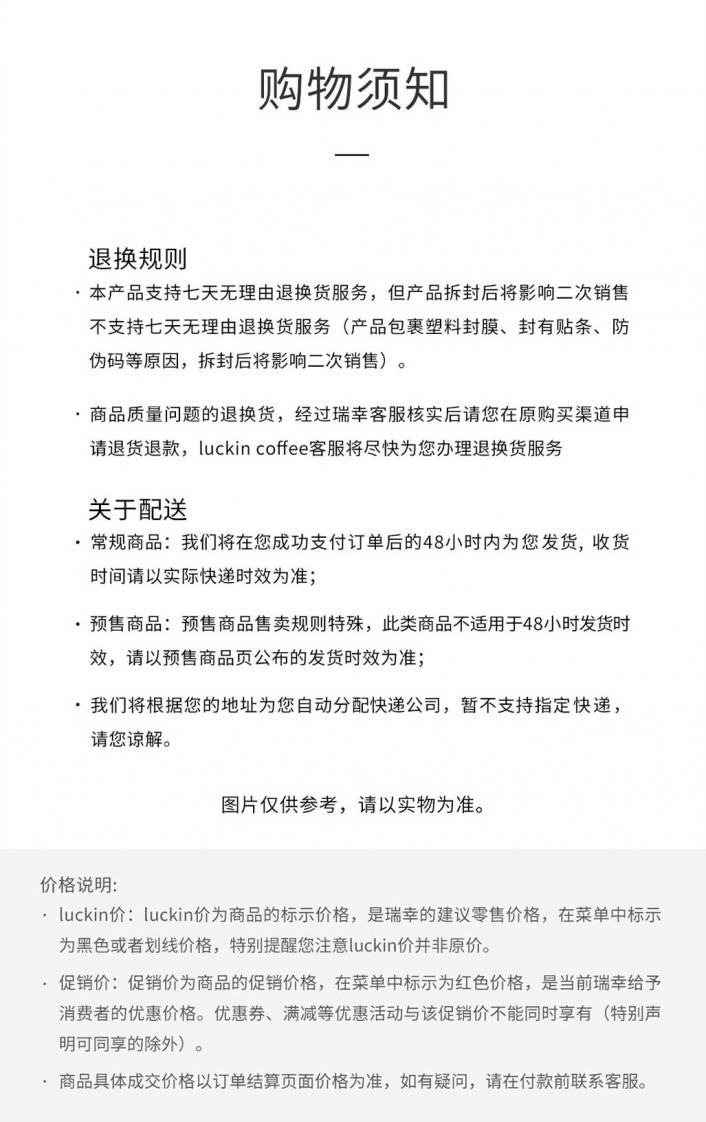 购物须知
退换规则
· 本产品支持七天无理由退换货服务，但产品拆封后将影响二次销售
不支持七天无理由退换货服务（产品包裹塑料封膜、封有贴条、防
伪码等原因，拆封后将影响二次销售）。
· 商品质量问题的退换货，经过瑞幸客服核实后请您在原购买渠道申
请退货退款，luckin coffee客服将尽快为您办理退换货服务
关于配送
· 常规商品：我们将在您成功支付订单后的48小时内为您发货, 收货
时间请以实际快递时效为准；
· 预售商品：预售商品售卖规则特殊，此类商品不适用于48小时发货时
效，请以预售商品页公布的发货时效为准；
· 我们将根据您的地址为您自动分配快递公司，暂不支持指定快递，
请您谅解。
图片仅供参考，请以实物为准。
价格说明:
· luckin价：luckin价为商品的标示价格，是瑞幸的建议零售价格，在菜单中标示
为黑色或者划线价格，特别提醒您注意luckin价并非原价。
· 促销价：促销价为商品的促销价格，在菜单中标示为红色价格，是当前瑞幸给予
消费者的优惠价格。优惠券、满减等优惠活动与该促销价不能同时享有（特别声
明可同享的除外）。
· 商品具体成交价格以订单结算页面价格为准，如有疑问，请在付款前联系客服。